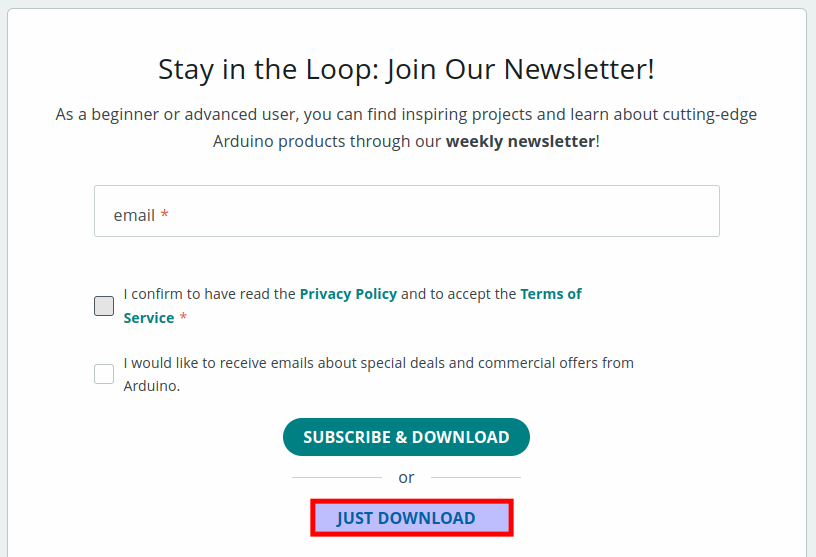 Stay in the Loop: Join Our Newsletter!
As a beginner or advanced user, you can find inspiring projects and learn about cutting-edge
Arduino products through our weekly newsletter!
email *
I confirm to have read the Privacy Policy and to accept the Terms of
Service *
I would like to receive emails about special deals and commercial offers from
Arduino.
SUBSCRIBE & DOWNLOAD
or
JUST DOWNLOAD